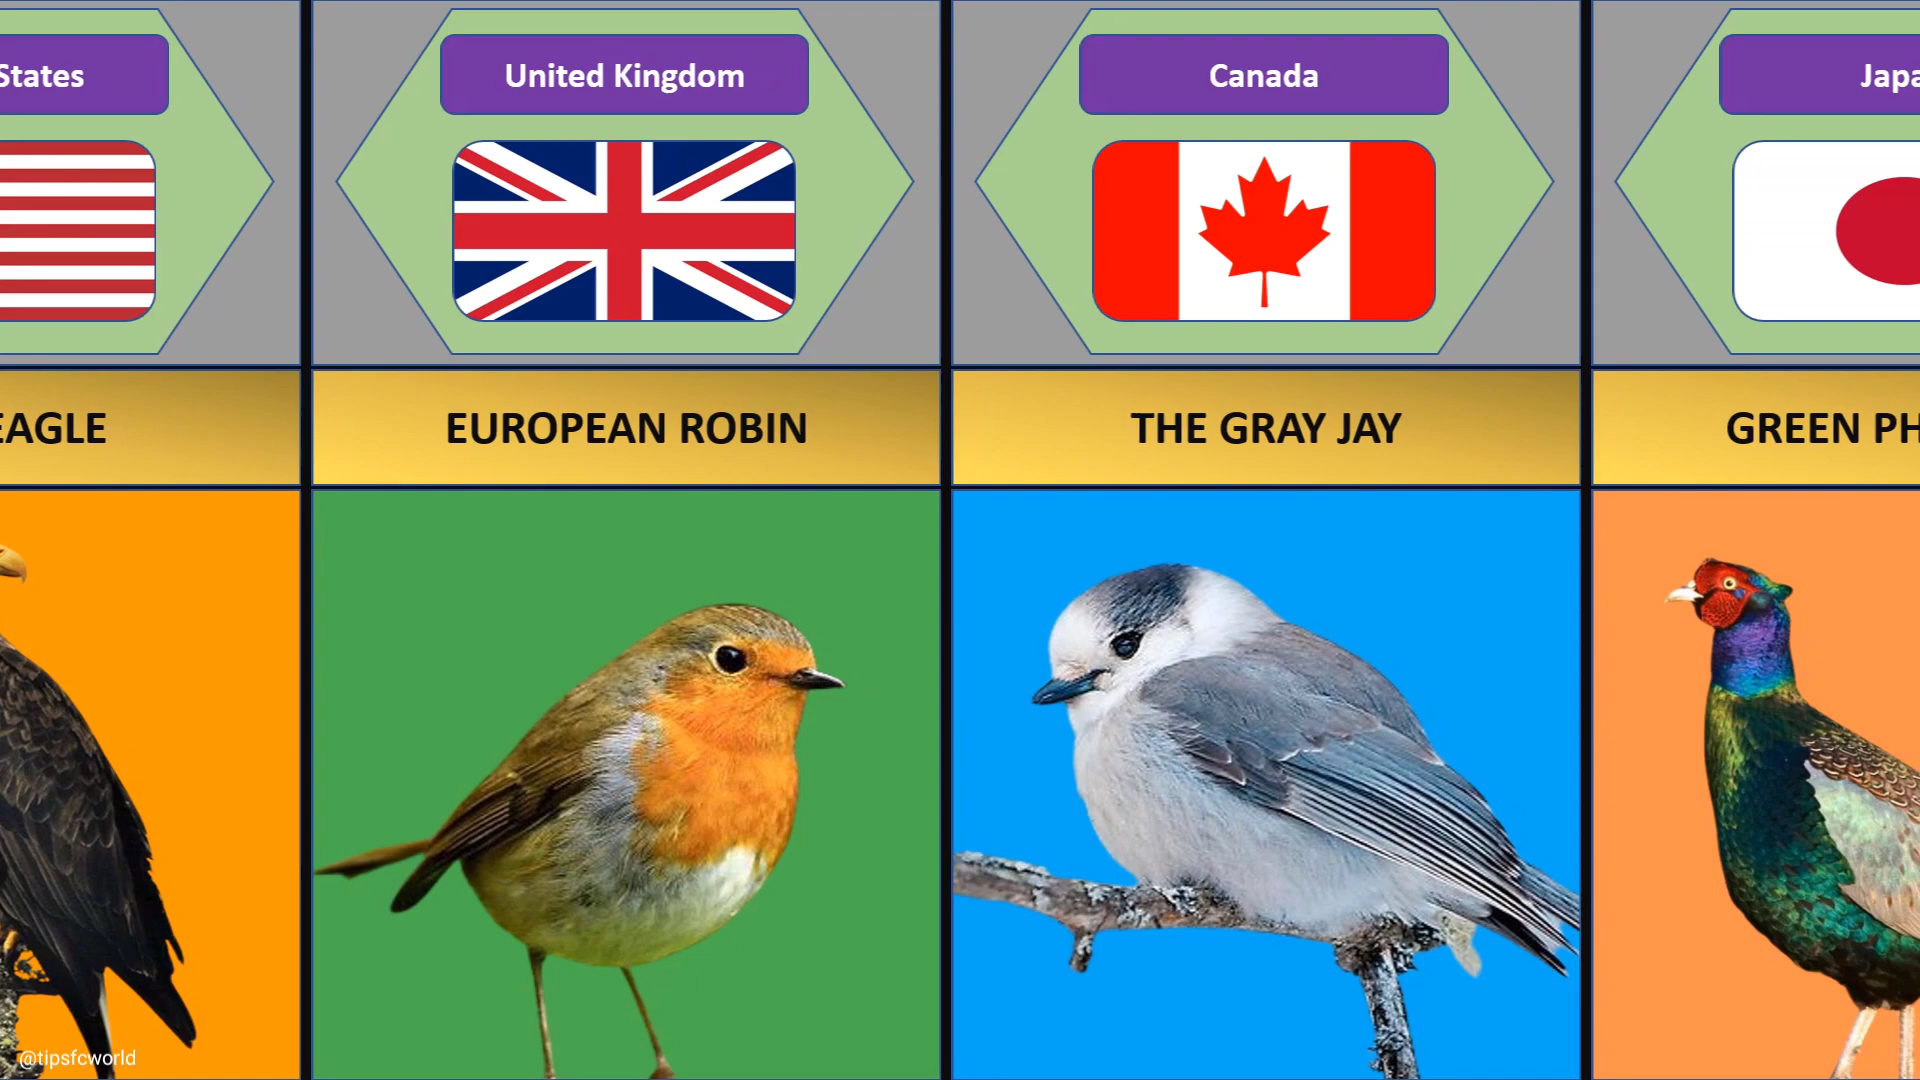 States
United Kingdom
Canada
Japa
EAGLE
EUROPEAN ROBIN
THE GRAY JAY
GREEN PH
@tipsfcworld